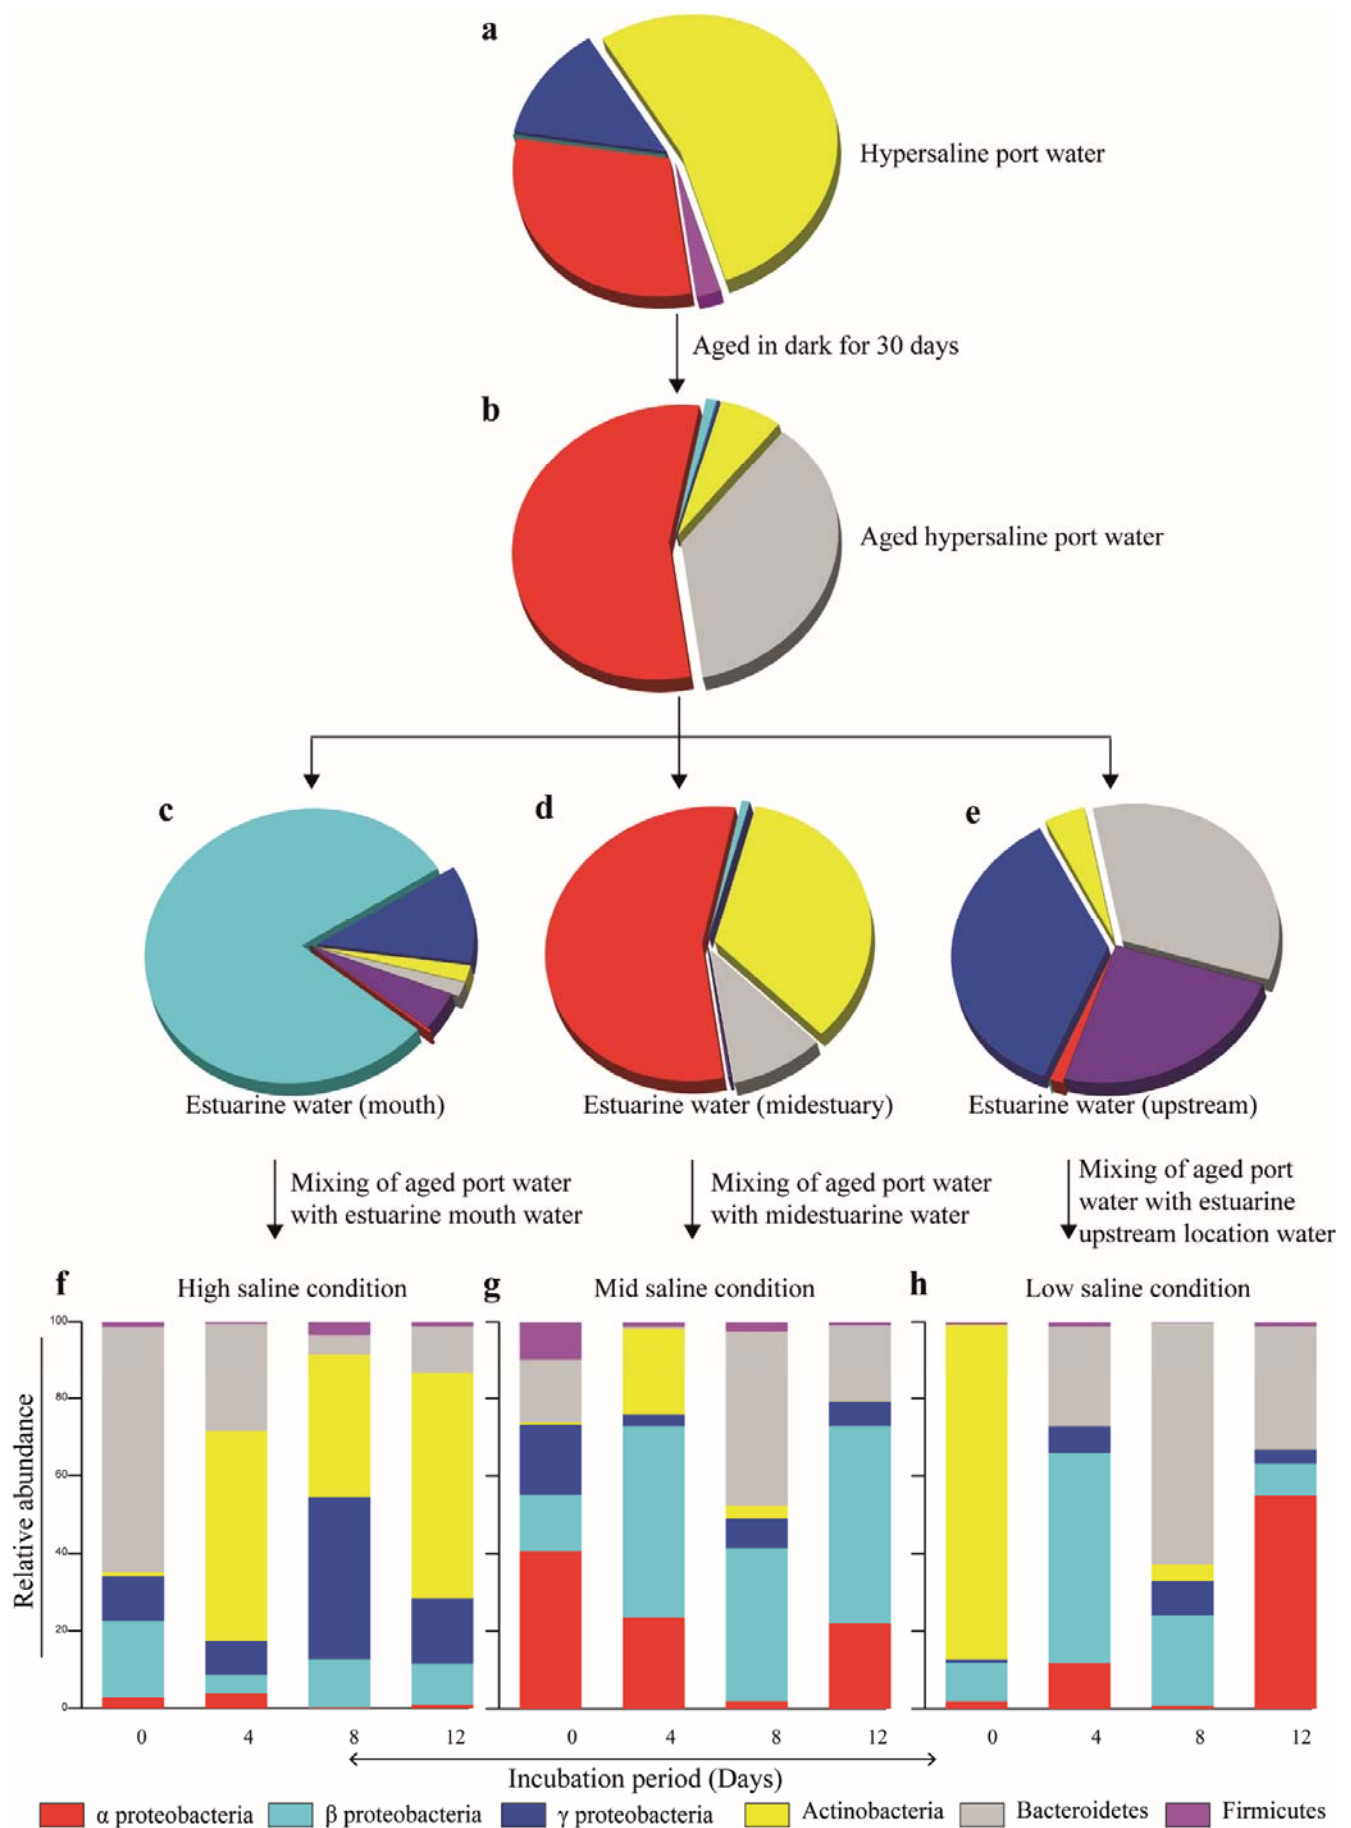 a
Hypersaline port water
Aged in dark for 30 days
b
Aged hypersaline port water
c
d
e
Estuarine water (mouth)
Estuarine water (midestuary)
Estuarine water (upstream)
Mixing of aged port water
with estuarine mouth water
Mixing of aged port water
with midestuarine water
Mixing of aged port
water with estuarine
upstream location water
f
High saline condition
g
Mid saline condition
h
Low saline condition
Relative abundance
100
80
60
40
20
0
0 4 8 12
0 4 8 12
0 4 8 12
Incubation period (Days)
α proteobacteria
β proteobacteria
γ proteobacteria
Actinobacteria
Bacteroidetes
Firmicutes